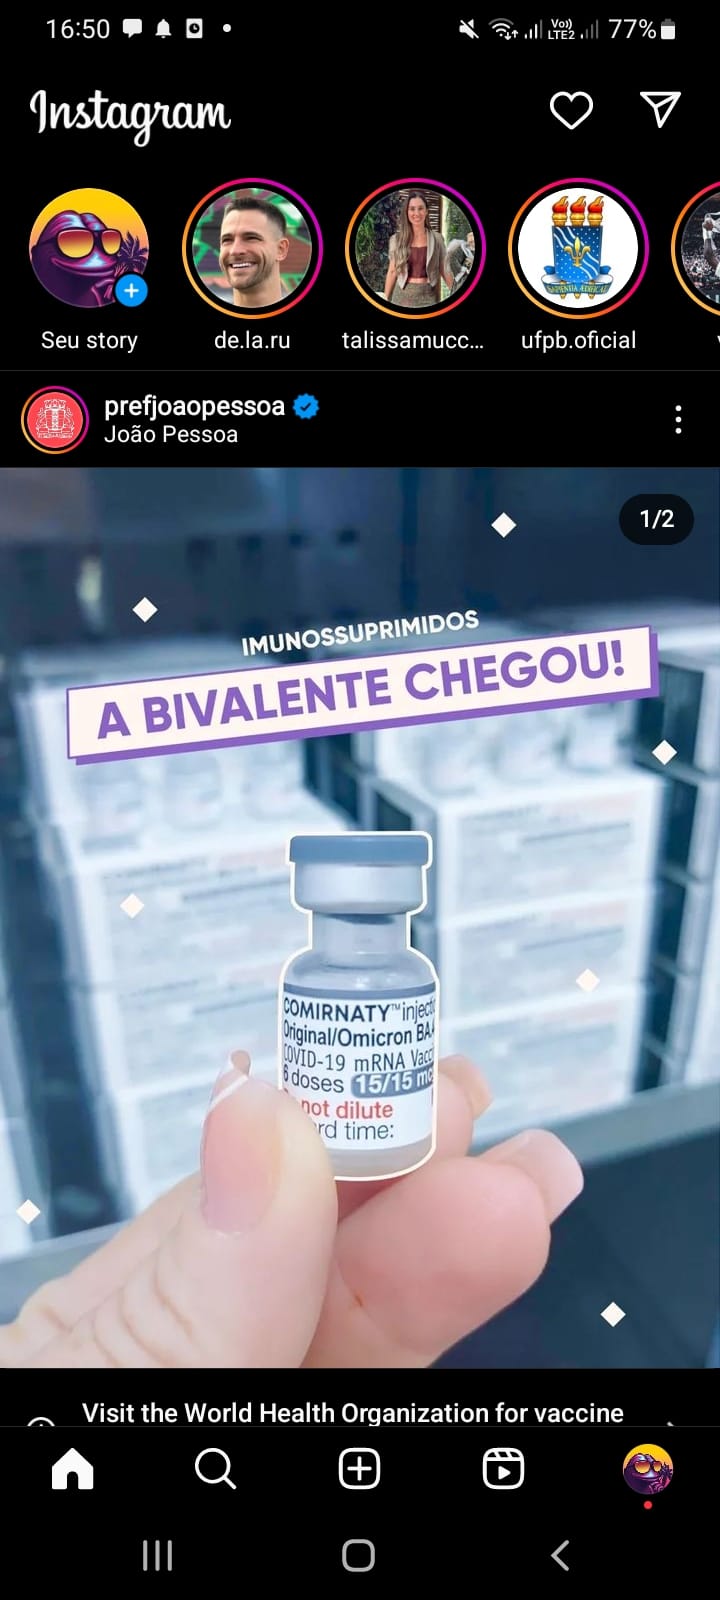 16:50
Vo))
LTE2
77%
Instagram
Seu story
de.la.ru
talissamucc...
ufpb.oficial
prefjoaopessoa
João Pessoa
1/2
IMUNOSSUPRIMIDOS
A BIVALENTE CHEGOU!
COMIRNATY™ inject
Original/Omicron BA
COVID-19 mRNA Vacc
6 doses 15/15 mc
not dilute
rd time:
Visit the World Health Organization for vaccine